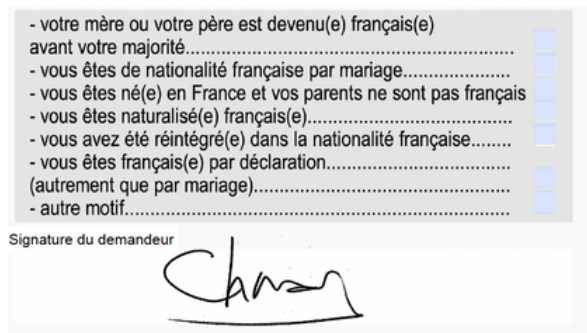 - votre mère ou votre père est devenu(e) français(e)
avant votre majorité.................................................................
- vous êtes de nationalité française par mariage......................
- vous êtes né(e) en France et vos parents ne sont pas français
- vous êtes naturalisé(e) français(e).........................................
- vous avez été réintégré(e) dans la nationalité française........
- vous êtes français(e) par déclaration.....................................
(autrement que par mariage)...................................................
- autre motif.............................................................................
Signature du demandeur